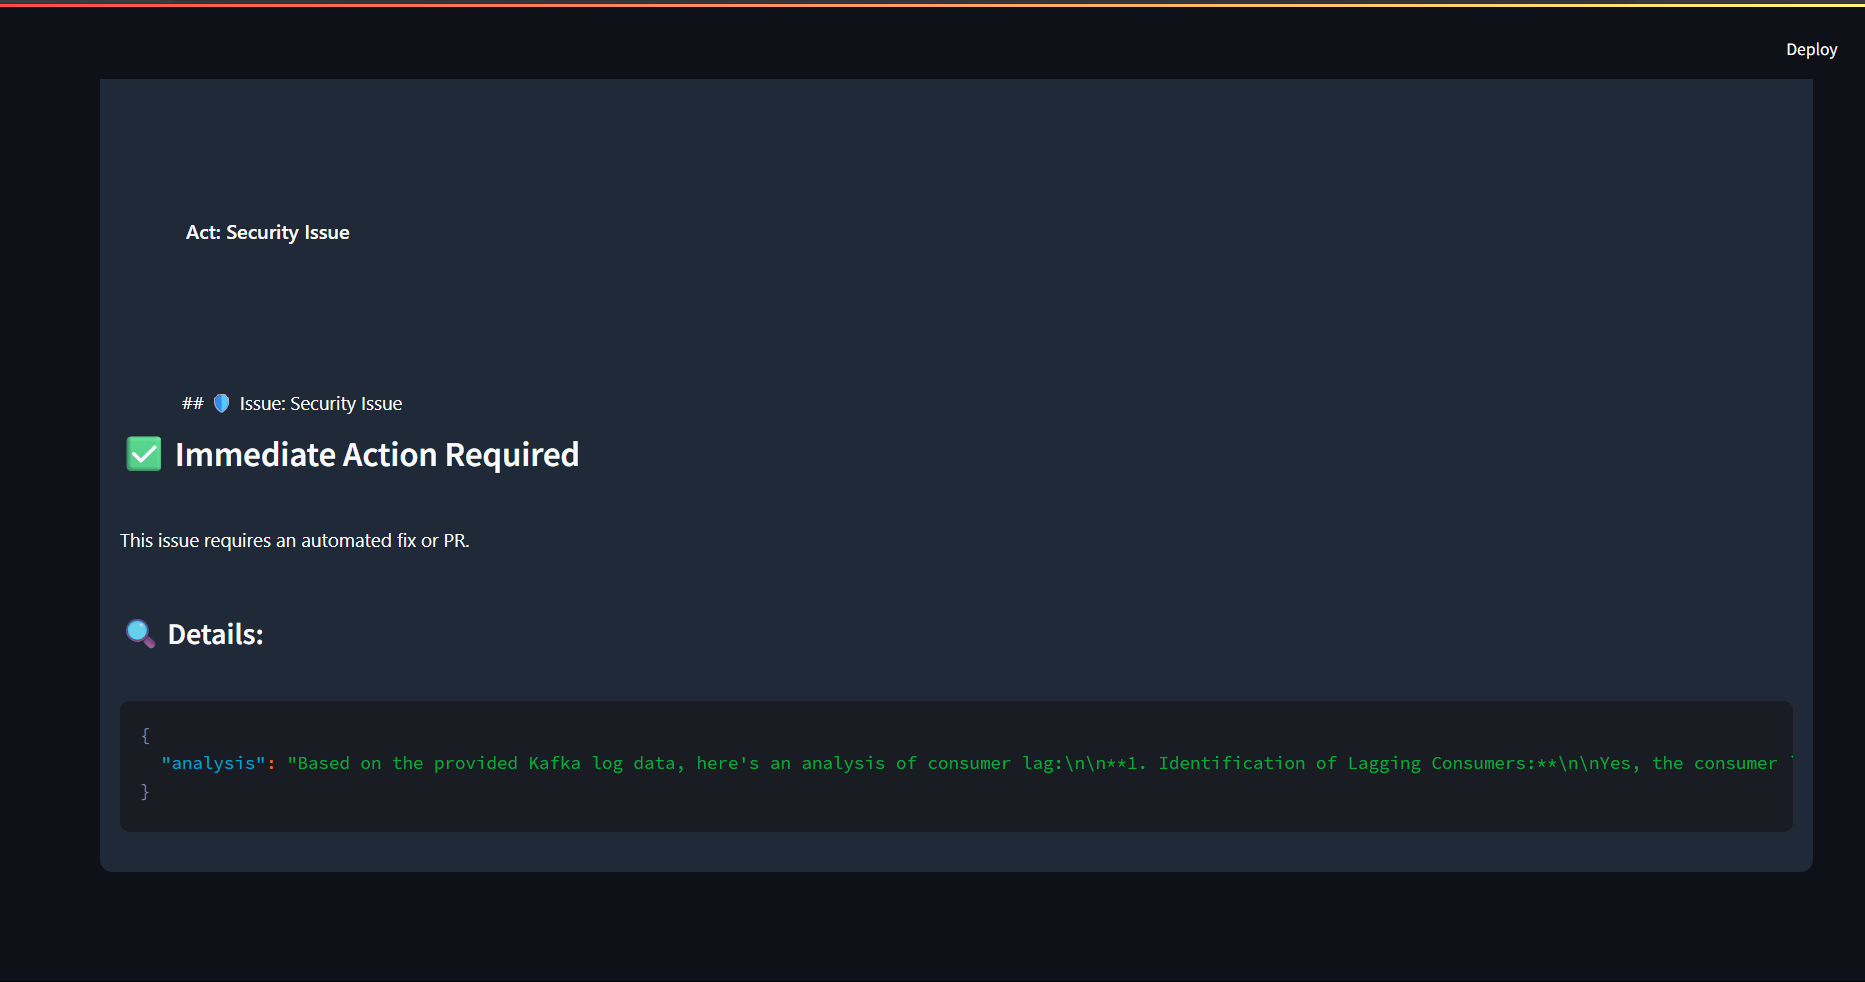 Deploy
Act: Security Issue
## 🛡️ Issue: Security Issue
✅ Immediate Action Required
This issue requires an automated fix or PR.
🔍 Details:
{
"analysis": "Based on the provided Kafka log data, here's an analysis of consumer lag:\n\n**1. Identification of Lagging Consumers:**\n\nYes, the consumer
}